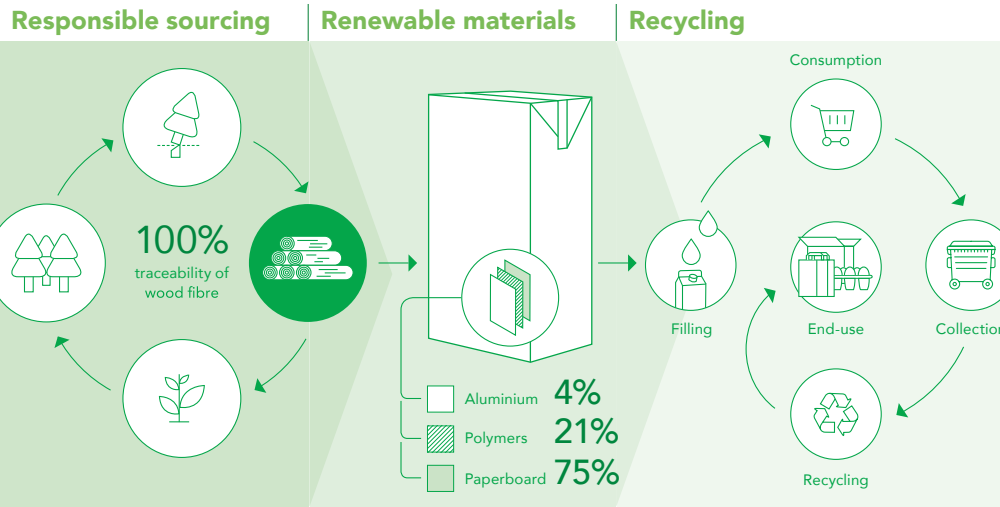 Responsible sourcing
Renewable materials
Recycling
100%
traceability of
wood fibre
Aluminium 4%
Polymers 21%
Paperboard 75%
Consumption
Filling
End-use
Collection
Recycling